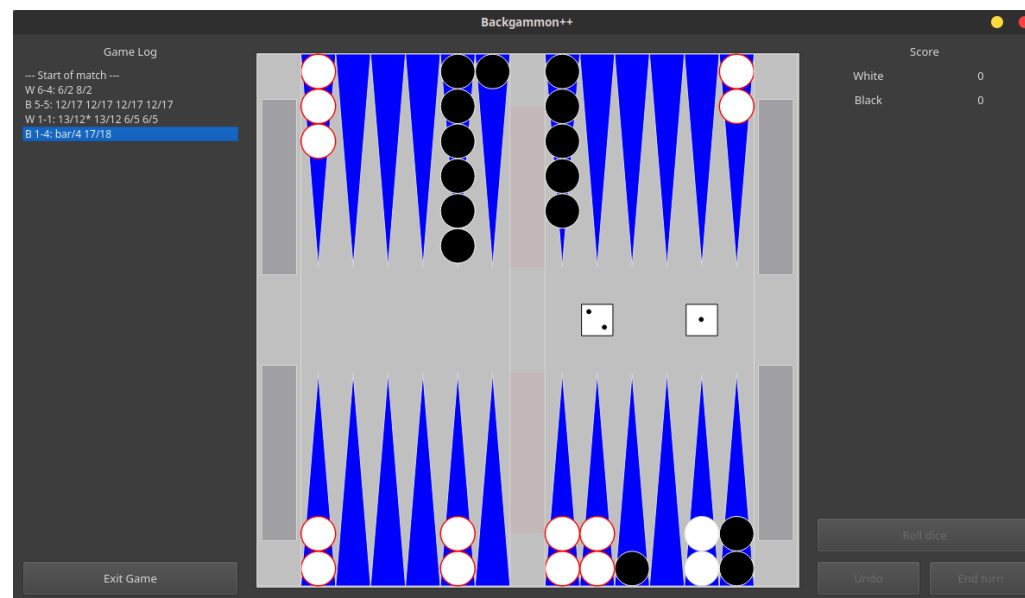 Backgammon++
Game Log
--- Start of match ---
W 6-4: 6/2 8/2
B 5-5: 12/17 12/17 12/17 12/17
W 1-1: 13/12* 13/12 6/5 6/5
B 1-4: bar/4 17/18
Score
White 0
Black 0
Roll dice
Exit Game
Undo
End turn